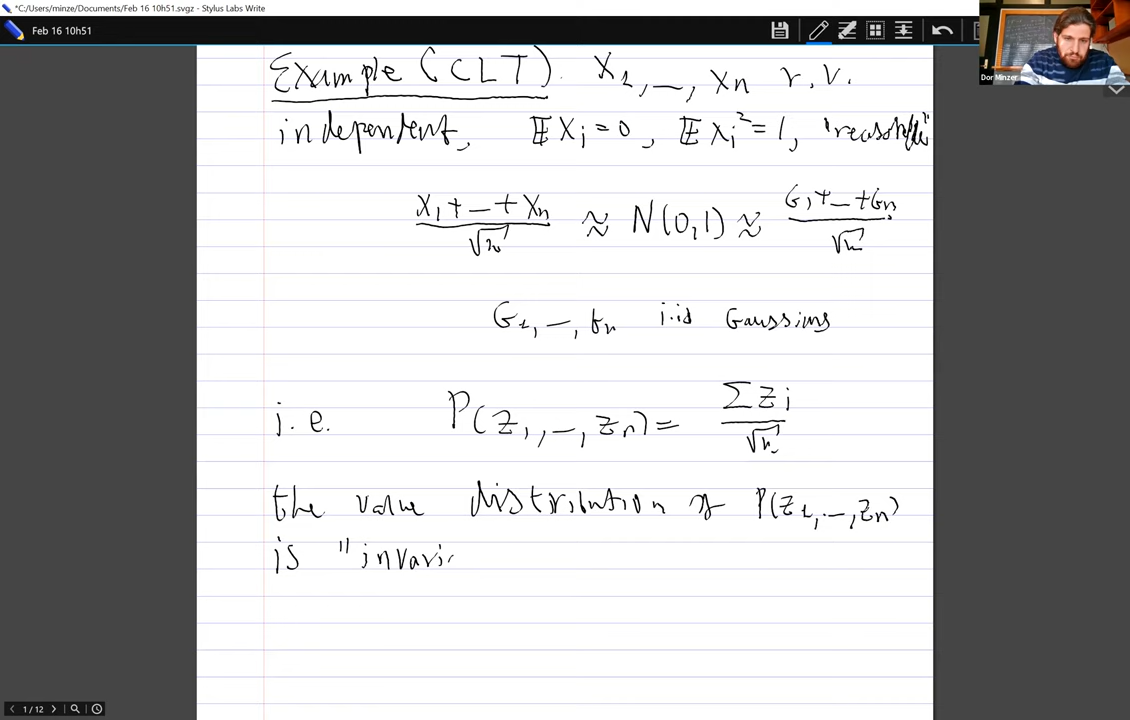 *C:/Users/minze/Documents/Feb 16 10h51.svgz - Stylus Labs Write
Feb 16 10h51
Dor Minzer
Example (CLT). X₁,—, Xn r.v.
independent, 𝔼Xi=0, 𝔼Xi²=1,
X₁+—+Xn / √n ≈ N(0,1) ≈ G₁+—+Gn / √n
G₁,—,Gn i.i.d Gaussians
i.e. P(Z₁,,—,Zn)= ΣZi / √n
the value distribution of P(Z₁,—,Zn)
is "invari
1 / 12